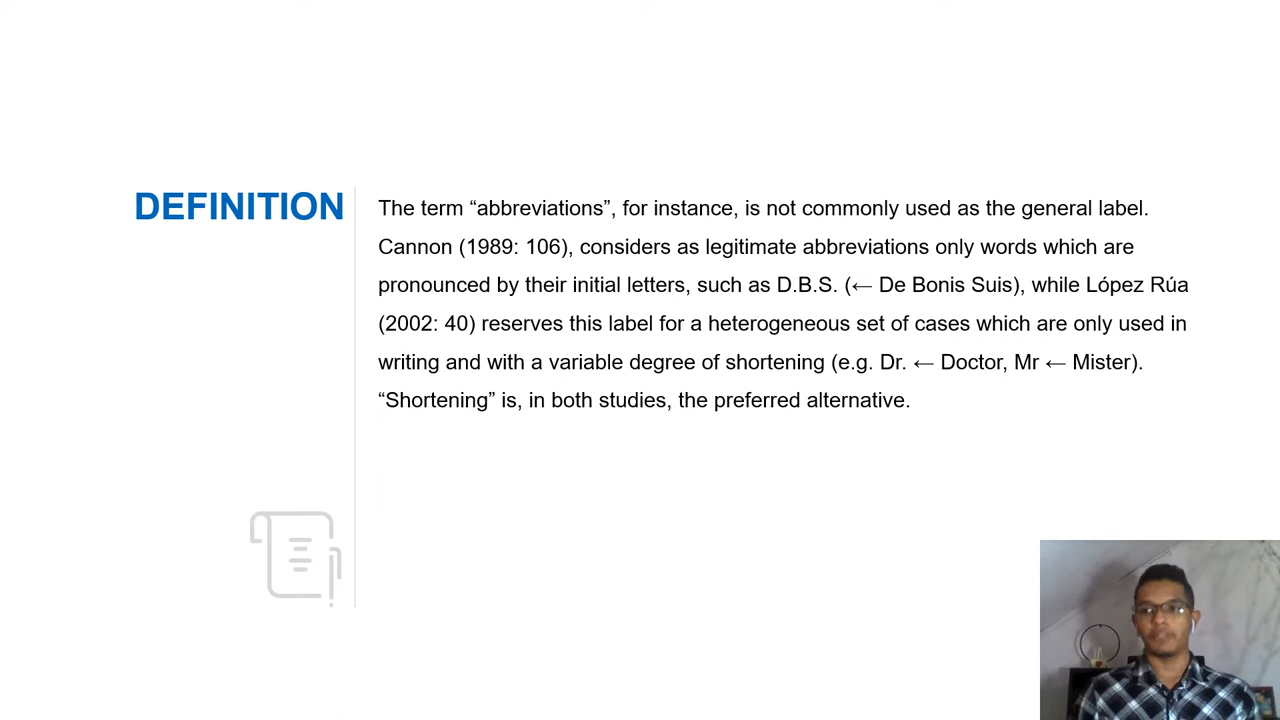 DEFINITION
The term “abbreviations”, for instance, is not commonly used as the general label.
Cannon (1989: 106), considers as legitimate abbreviations only words which are
pronounced by their initial letters, such as D.B.S. (← De Bonis Suis), while López Rúa
(2002: 40) reserves this label for a heterogeneous set of cases which are only used in
writing and with a variable degree of shortening (e.g. Dr. ← Doctor, Mr ← Mister).
“Shortening” is, in both studies, the preferred alternative.